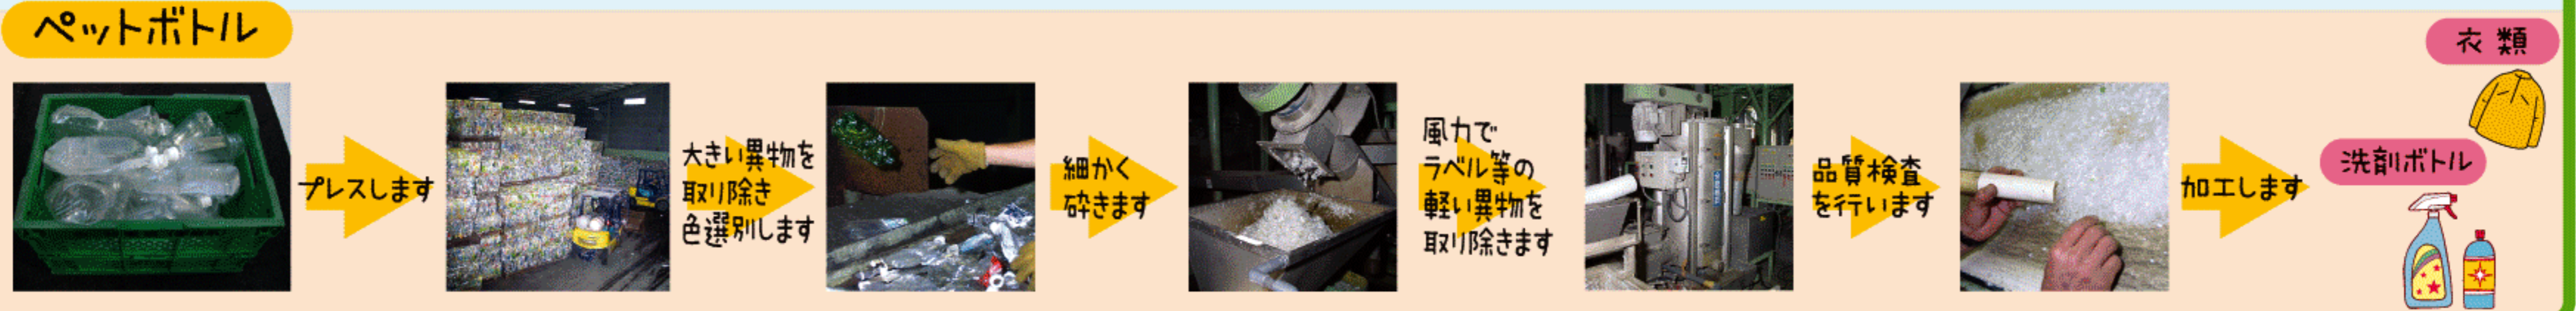 ペットボトル
プレスします
大きい異物を
取り除き
色選別します
細かく
砕きます
風力で
ラベル等の
軽い異物を
取り除きます
品質検査
を行います
加工します
衣類
洗剤ボトル